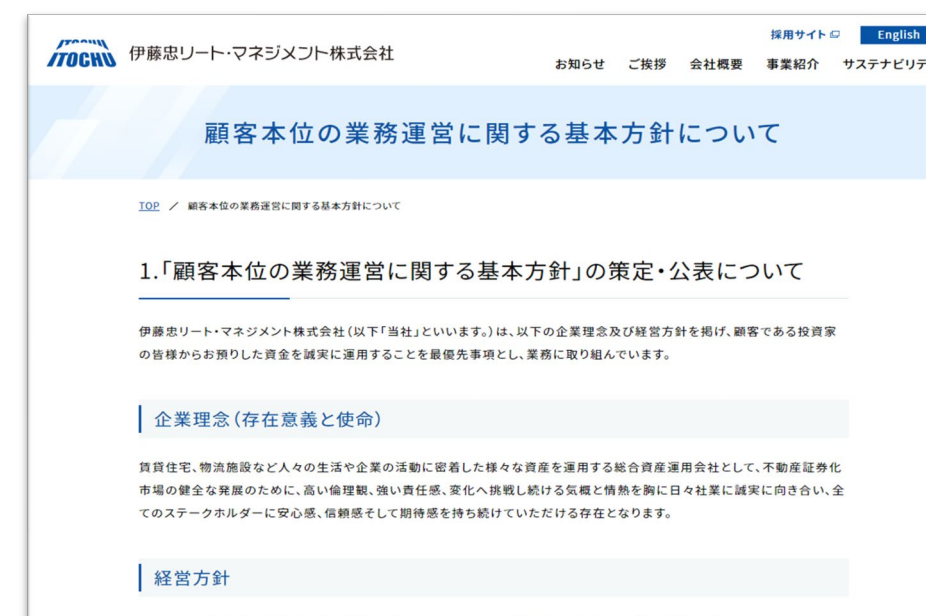 ITOCHU
伊藤忠リート・マネジメント株式会社
採用サイト
English
お知らせ ご挨拶 会社概要 事業紹介 サステナビリテ
顧客本位の業務運営に関する基本方針について
TOP ／ 顧客本位の業務運営に関する基本方針について
1.「顧客本位の業務運営に関する基本方針」の策定・公表について
伊藤忠リート・マネジメント株式会社（以下「当社」といいます。）は、以下の企業理念及び経営方針を掲げ、顧客である投資家
の皆様からお預りした資金を誠実に運用することを最優先事項とし、業務に取り組んでいます。
企業理念（存在意義と使命）
賃貸住宅、物流施設など人々の生活や企業の活動に密着した様々な資産を運用する総合資産運用会社として、不動産証券化
市場の健全な発展のために、高い倫理観、強い責任感、変化へ挑戦し続ける気概と情熱を胸に日々社業に誠実に向き合い、全
てのステークホルダーに安心感、信頼感そして期待感を持ち続けていただける存在となります。
経営方針